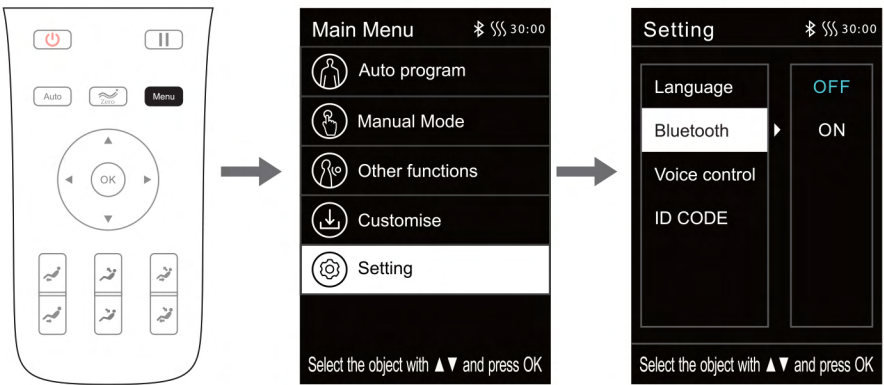 Auto
Zero
Menu
OK
Main Menu 30:00
Auto program
Manual Mode
Other functions
Customise
Setting
Select the object with ▲▼ and press OK
Setting 30:00
Language
Bluetooth
Voice control
ID CODE
OFF
ON
Select the object with ▲▼ and press OK